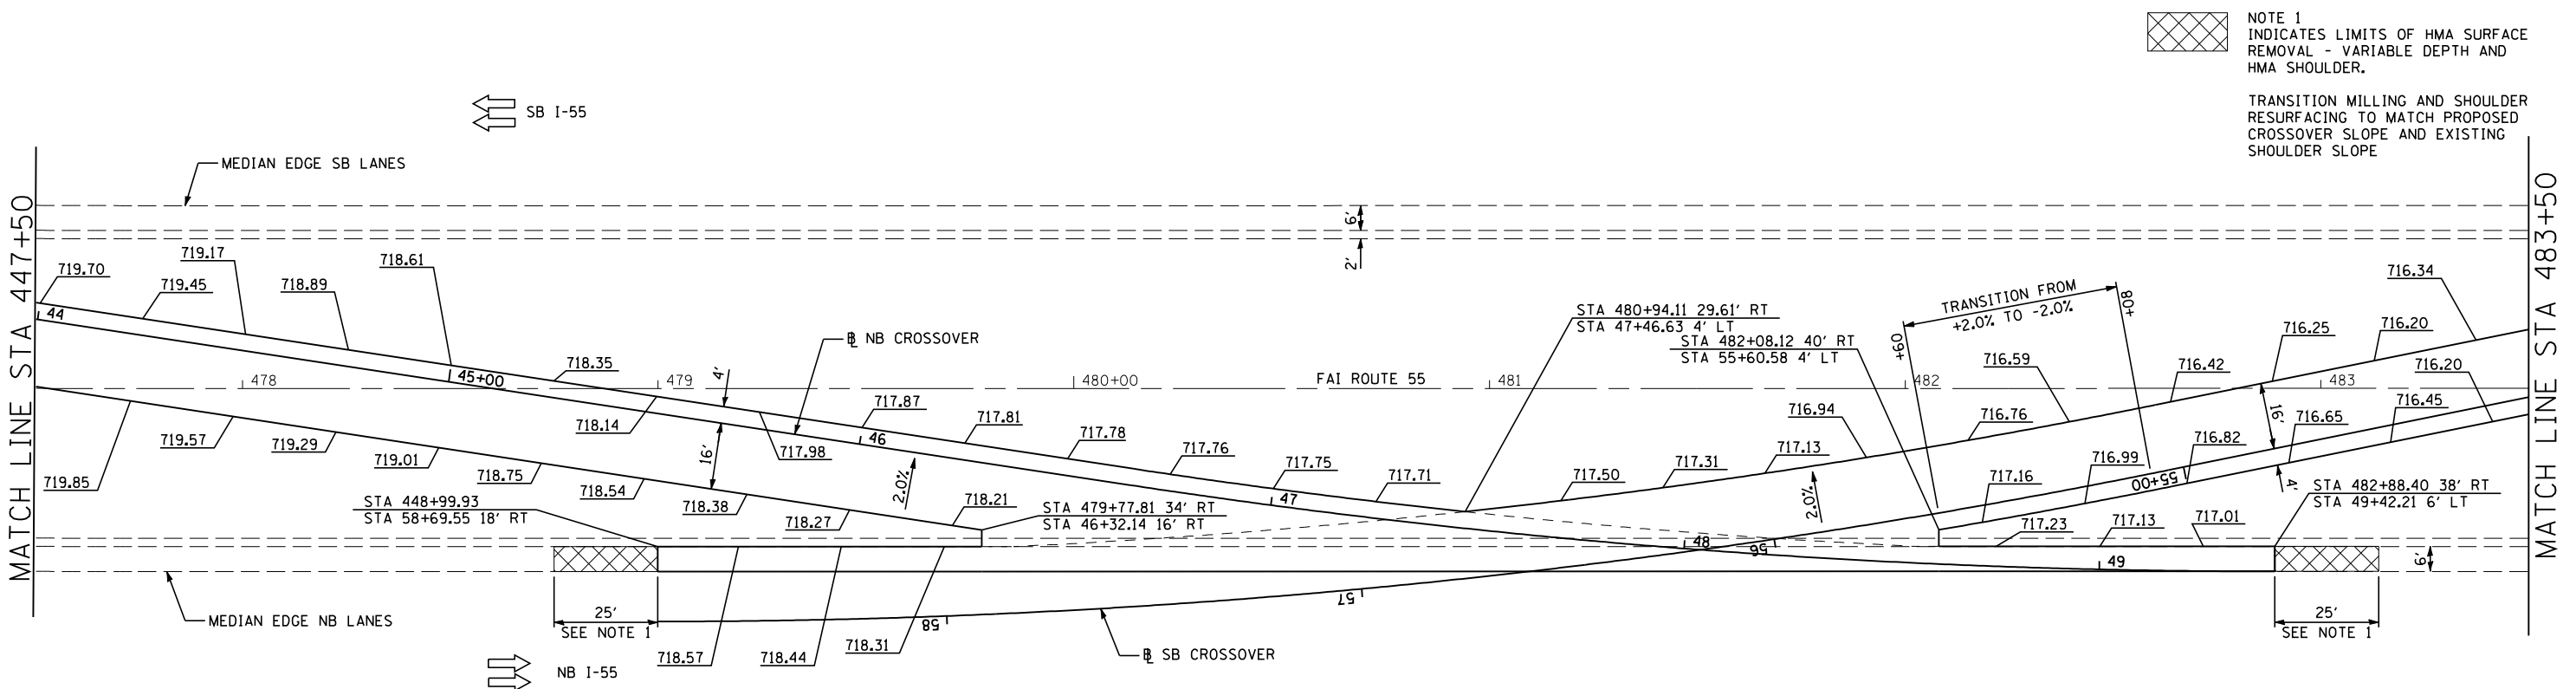 NOTE 1
INDICATES LIMITS OF HMA SURFACE
REMOVAL - VARIABLE DEPTH AND
HMA SHOULDER.
TRANSITION MILLING AND SHOULDER
RESURFACING TO MATCH PROPOSED
CROSSOVER SLOPE AND EXISTING
SHOULDER SLOPE
SB I-55
MEDIAN EDGE SB LANES
MATCH LINE STA 447+50
MATCH LINE STA 483+50
6'
2'
719.70
719.45
719.17
718.89
718.61
718.35
718.14
717.98
717.87
717.81
717.78
717.76
717.75
717.71
717.50
717.31
717.13
716.94
716.76
716.59
716.42
716.25
716.20
716.34
44
45+00
46
47
48
49
℄ NB CROSSOVER
4'
16'
2.0%
478
479
480+00
481
482
483
FAI ROUTE 55
STA 480+94.11 29.61' RT
STA 47+46.63 4' LT
STA 482+08.12 40' RT
STA 55+60.58 4' LT
TRANSITION FROM
+2.0% TO -2.0%
+60
+08
2.0%
16'
4'
716.20
716.45
716.65
716.82
716.99
717.16
55+00
56
57
58
719.85
719.57
719.29
719.01
718.75
718.54
718.38
718.27
718.21
STA 448+99.93
STA 58+69.55 18' RT
STA 479+77.81 34' RT
STA 46+32.14 16' RT
STA 482+88.40 38' RT
STA 49+42.21 6' LT
717.23
717.13
717.01
6'
25'
SEE NOTE 1
25'
SEE NOTE 1
MEDIAN EDGE NB LANES
718.57
718.44
718.31
℄ SB CROSSOVER
NB I-55